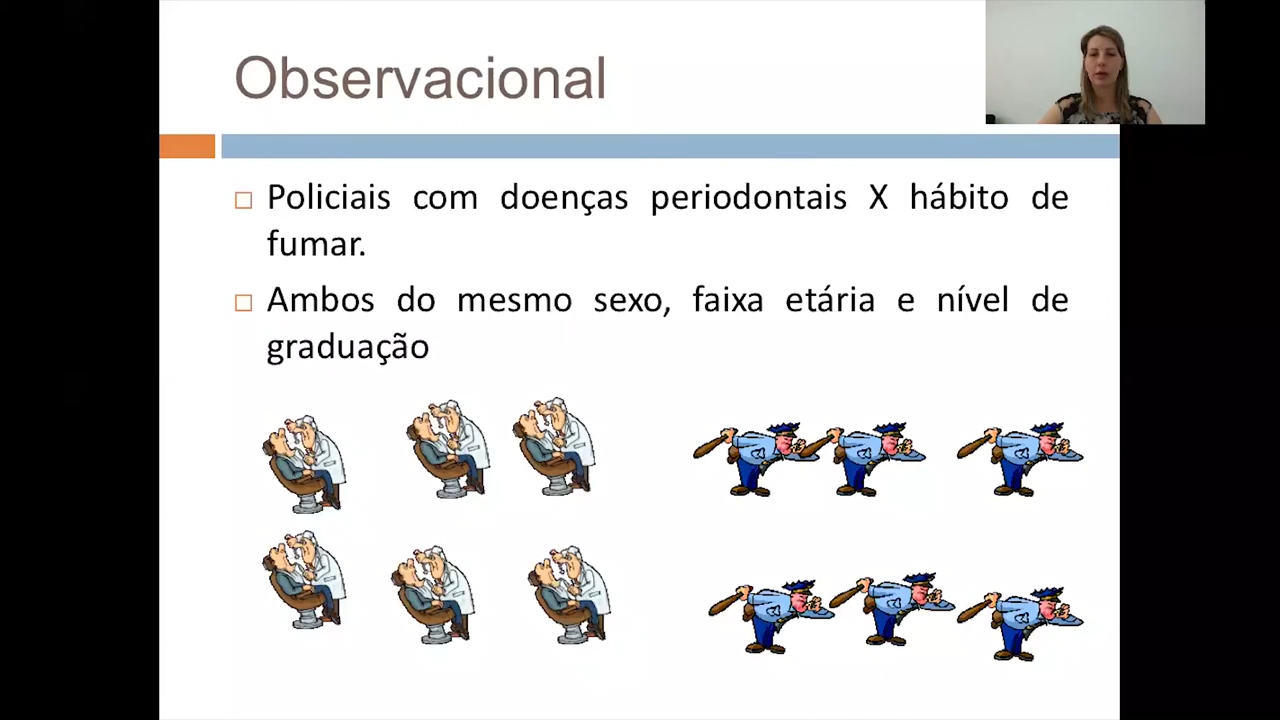 Observacional
Policiais com doenças periodontais X hábito de
fumar.
Ambos do mesmo sexo, faixa etária e nível de
graduação